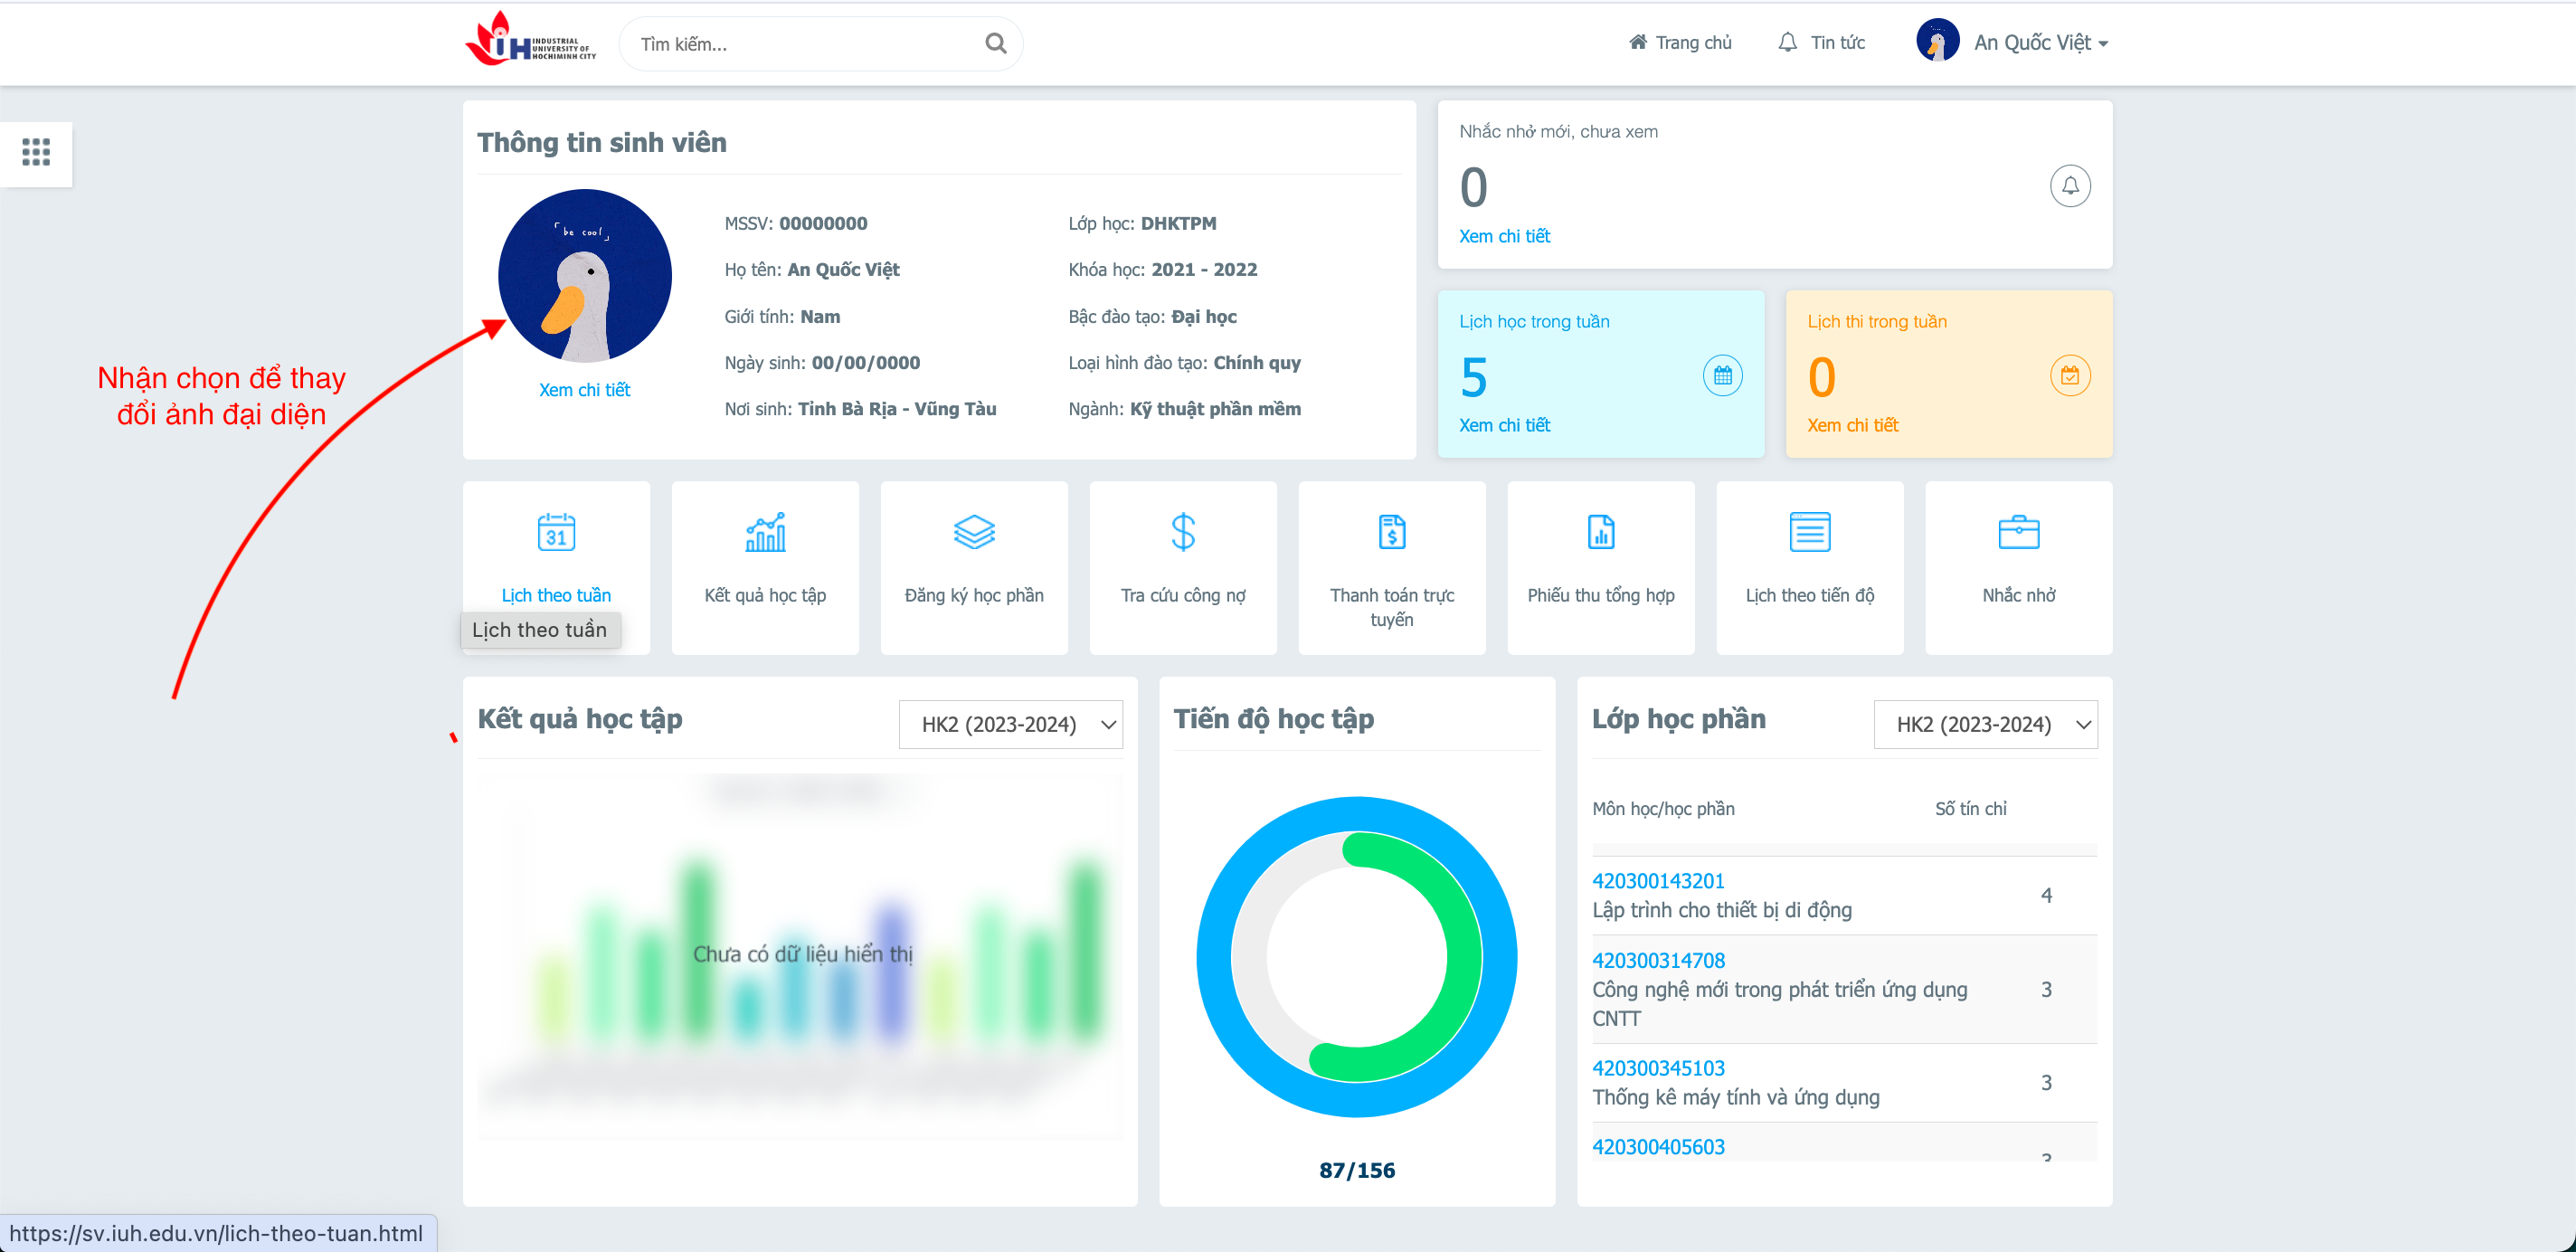 INDUSTRIAL
UNIVERSITY OF
HOCHIMINH CITY
IUH
Tìm kiếm...
Trang chủ
Tin tức
An Quốc Việt
Thông tin sinh viên
「be cool」
Xem chi tiết
MSSV: 00000000
Họ tên: An Quốc Việt
Giới tính: Nam
Ngày sinh: 00/00/0000
Nơi sinh: Tỉnh Bà Rịa - Vũng Tàu
Lớp học: DHKTPM
Khóa học: 2021 - 2022
Bậc đào tạo: Đại học
Loại hình đào tạo: Chính quy
Ngành: Kỹ thuật phần mềm
Nhắc nhở mới, chưa xem
0
Xem chi tiết
Lịch học trong tuần
5
Xem chi tiết
Lịch thi trong tuần
0
Xem chi tiết
Nhận chọn để thay
đổi ảnh đại diện
31
Lịch theo tuần
Lịch theo tuần
Kết quả học tập
Đăng ký học phần
Tra cứu công nợ
Thanh toán trực
tuyến
Phiếu thu tổng hợp
Lịch theo tiến độ
Nhắc nhở
Kết quả học tập
HK2 (2023-2024)
Chưa có dữ liệu hiển thị
Tiến độ học tập
87/156
Lớp học phần
HK2 (2023-2024)
Môn học/học phần
Số tín chỉ
420300143201
Lập trình cho thiết bị di động
4
420300314708
Công nghệ mới trong phát triển ứng dụng
CNTT
3
420300345103
Thống kê máy tính và ứng dụng
3
420300405603
3
https://sv.iuh.edu.vn/lich-theo-tuan.html